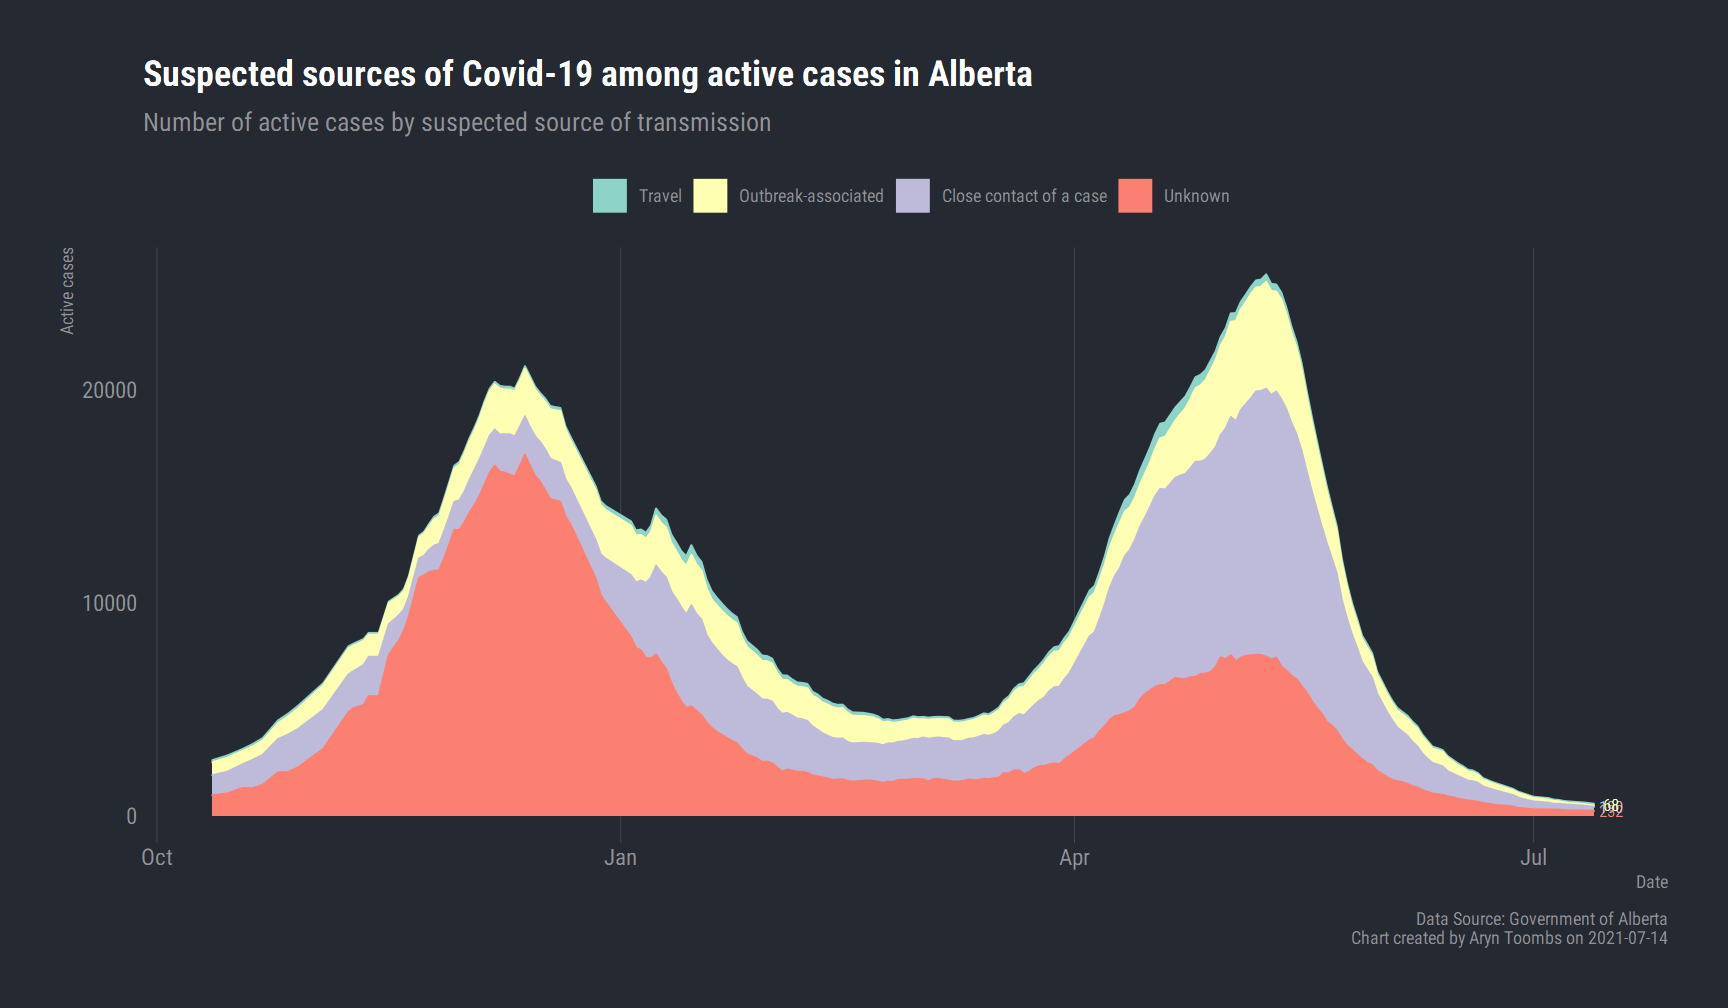 Suspected sources of Covid-19 among active cases in Alberta
Number of active cases by suspected source of transmission
Travel
Outbreak-associated
Close contact of a case
Unknown
Active cases
20000
10000
0
Oct
Jan
Apr
Jul
Date
Data Source: Government of Alberta
Chart created by Aryn Toombs on 2021-07-14